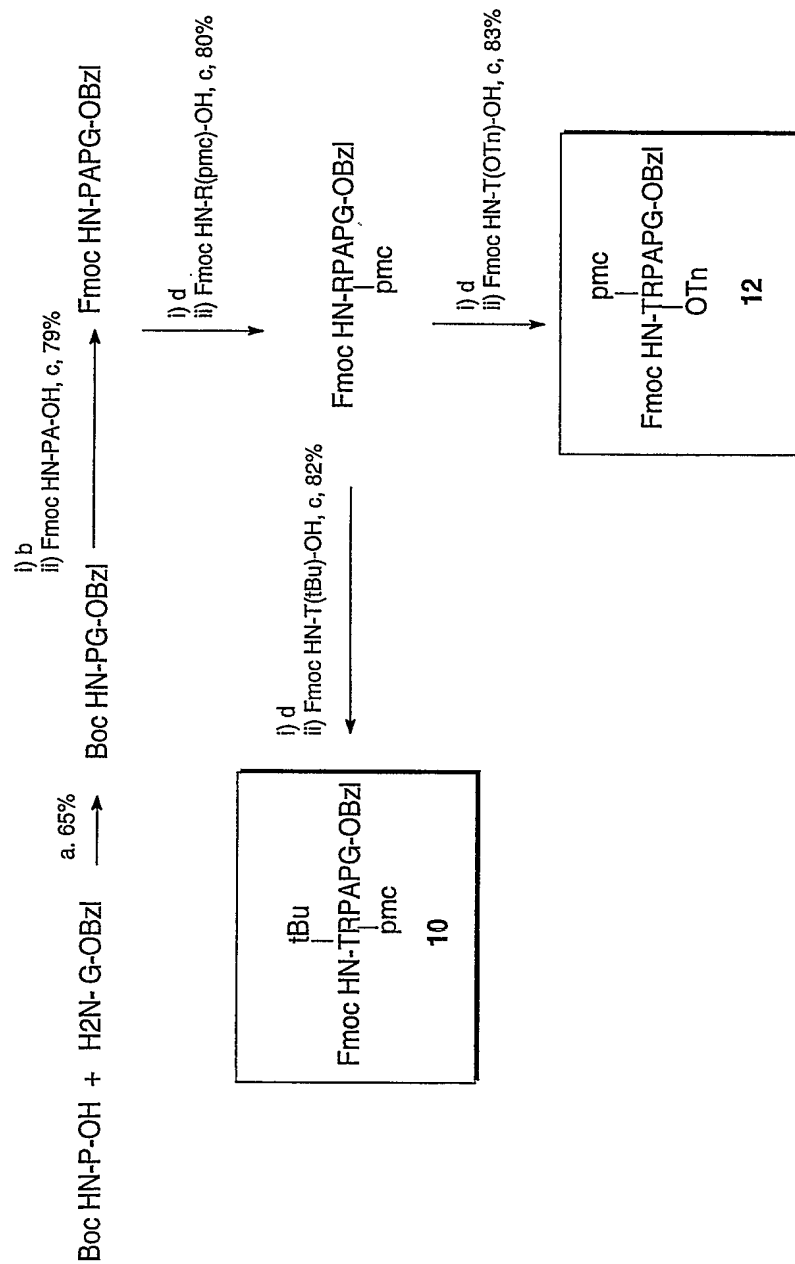 Boc HN-P-OH + H2N- G-OBzl
a. 65%
Boc HN-PG-OBzl
i) b
ii) Fmoc HN-PA-OH, c, 79%
Fmoc HN-PAPG-OBzl
i) d
ii) Fmoc HN-R(pmc)-OH, c, 80%
Fmoc HN-RPAPG-OBzl
pmc
i) d
ii) Fmoc HN-T(tBu)-OH, c, 82%
tBu
Fmoc HN-TRPAPG-OBzl
pmc
10
i) d
ii) Fmoc HN-T(OTn)-OH, c, 83%
pmc
Fmoc HN-TRPAPG-OBzl
OTn
12